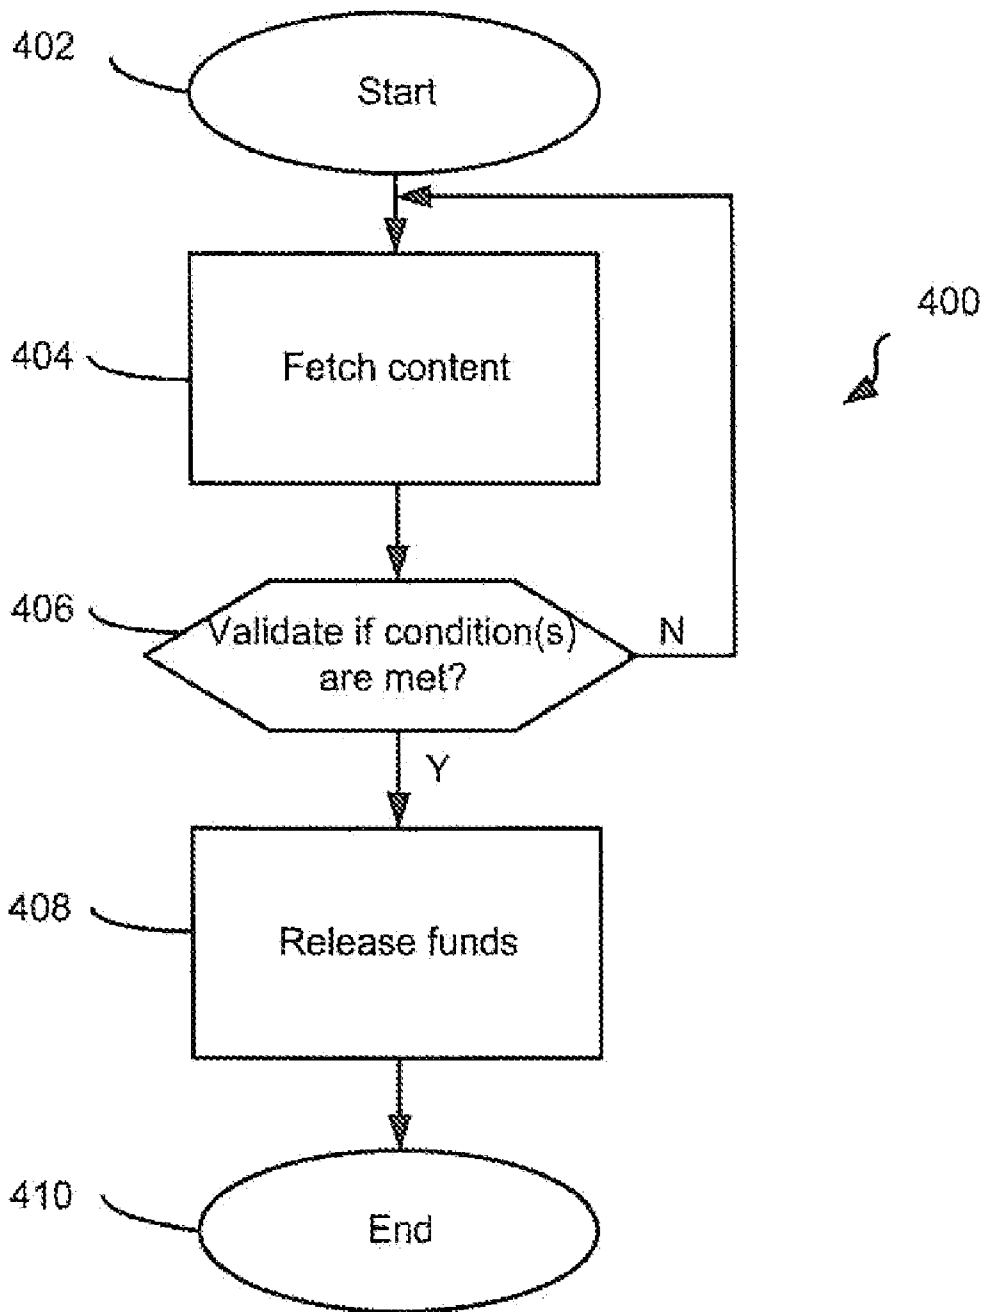 402
Start
400
404
Fetch content
406
Validate if condition(s)
are met?
N
Y
408
Release funds
410
End